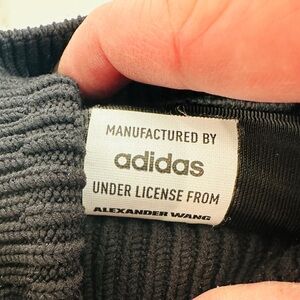 MANUFACTURED BY
adidas
UNDER LICENSE FROM
ALEXANDER WANG